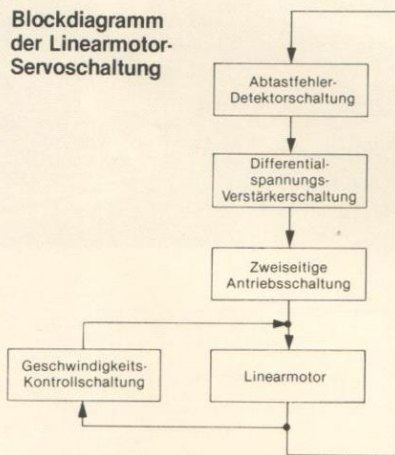 Blockdiagramm
der Linearmotor-
Servoschaltung
Abtastfehler-
Detektorschaltung
Differential-
spannungs-
Verstärkerschaltung
Zweiseitige
Antriebsschaltung
Geschwindigkeits-
Kontrollschaltung
Linearmotor